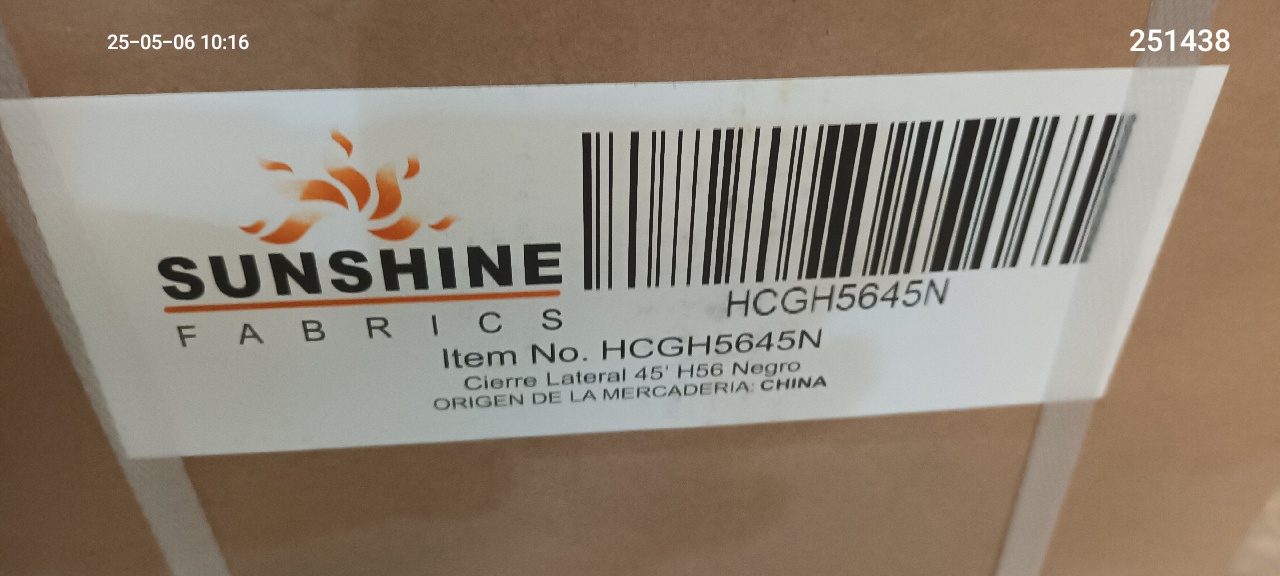 25-05-06 10:16
251438
SUNSHINE
FABRICS
HCGH5645N
Item No. HCGH5645N
Cierre Lateral 45' H56 Negro
ORIGEN DE LA MERCADERIA: CHINA